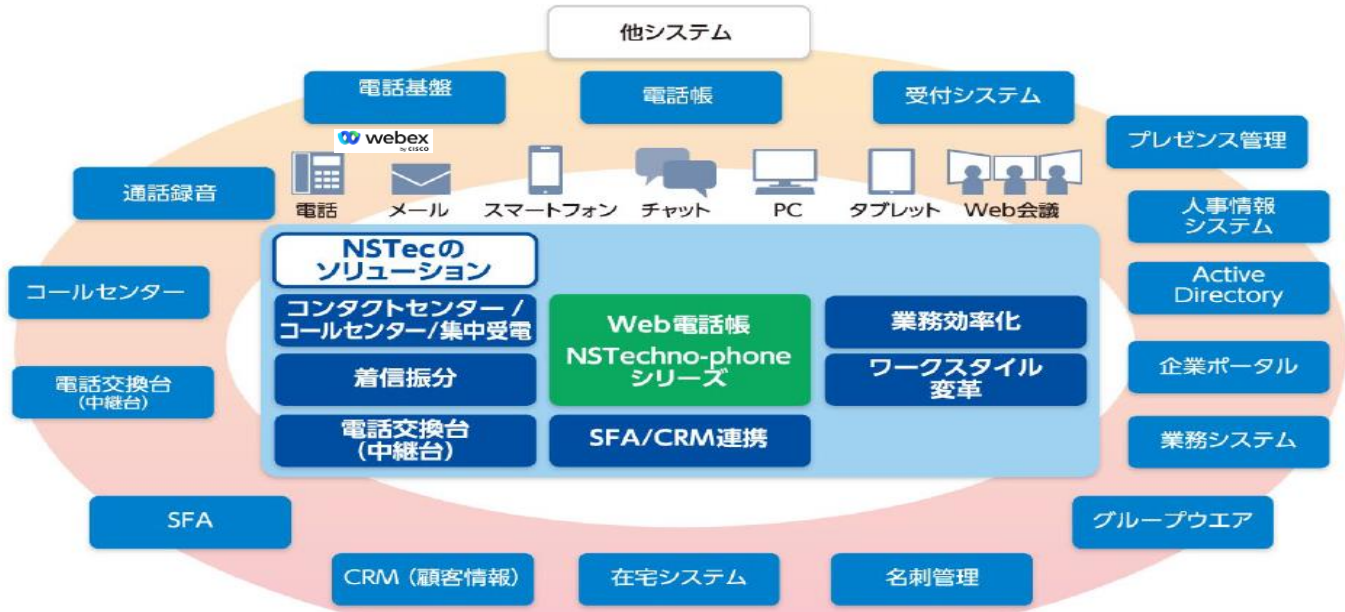 他システム
電話基盤
電話帳
受付システム
プレゼンス管理
webex
by CISCO
通話録音
電話
メール
スマートフォン
チャット
PC
タブレット
Web会議
人事情報
システム
NSTecの
ソリューション
コールセンター
Active
Directory
コンタクトセンター /
コールセンター/集中受電
Web電話帳
NSTechno-phone
シリーズ
業務効率化
着信振分
ワークスタイル
変革
電話交換台
(中継台)
企業ポータル
電話交換台
(中継台)
SFA/CRM連携
業務システム
SFA
グループウエア
CRM (顧客情報)
在宅システム
名刺管理